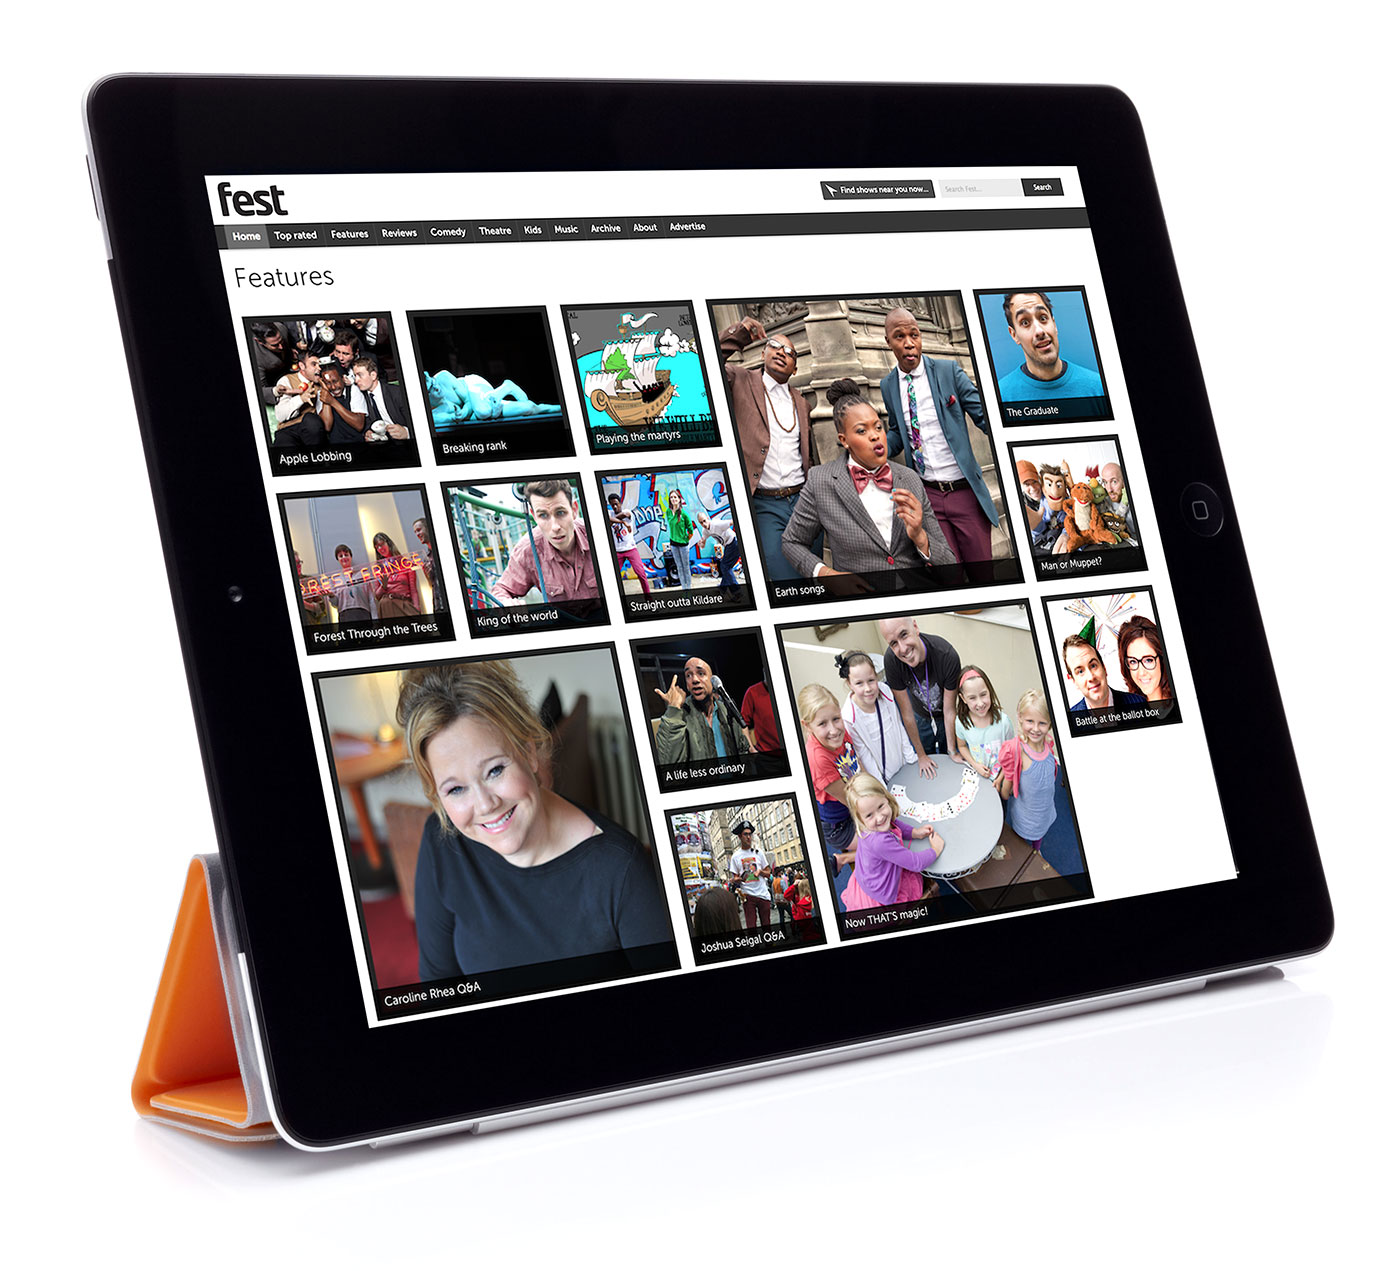 fest
Find shows near you now...
Search Fest...
Search
Home Top rated Features Reviews Comedy Theatre Kids Music Archive About Advertise
Features
Apple Lobbing
Breaking rank
Playing the martyrs
Earth songs
The Graduate
FOREST FRINGE
Forest Through the Trees
King of the world
the
Straight outta Kildare
Man or Muppet?
Caroline Rhea Q&A
A life less ordinary
Joshua Seigal Q&A
Now THAT'S magic!
Battle at the ballot box